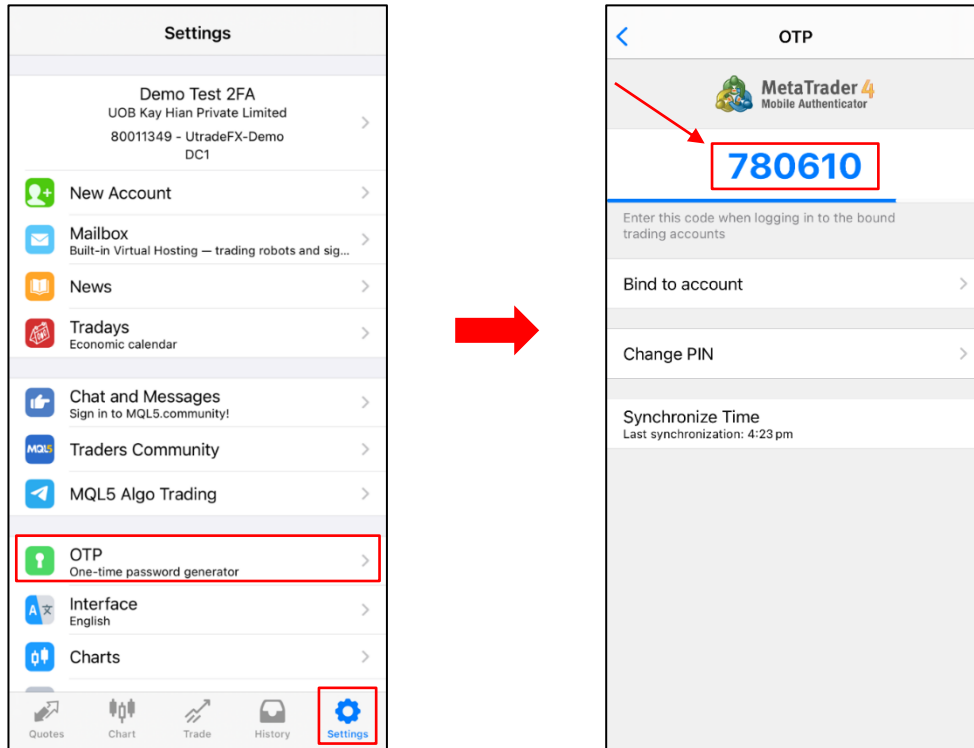 Settings
Demo Test 2FA
UOB Kay Hian Private Limited
80011349 - UtradeFX-Demo
DC1
New Account
Mailbox
Built-in Virtual Hosting — trading robots and sig...
News
Tradays
Economic calendar
Chat and Messages
Sign in to MQL5.community!
MQL5
Traders Community
MQL5 Algo Trading
OTP
One-time password generator
A 文
Interface
English
Charts
Quotes
Chart
Trade
History
Settings
OTP
MetaTrader 4
Mobile Authenticator
780610
Enter this code when logging in to the bound
trading accounts
Bind to account
Change PIN
Synchronize Time
Last synchronization: 4:23 pm